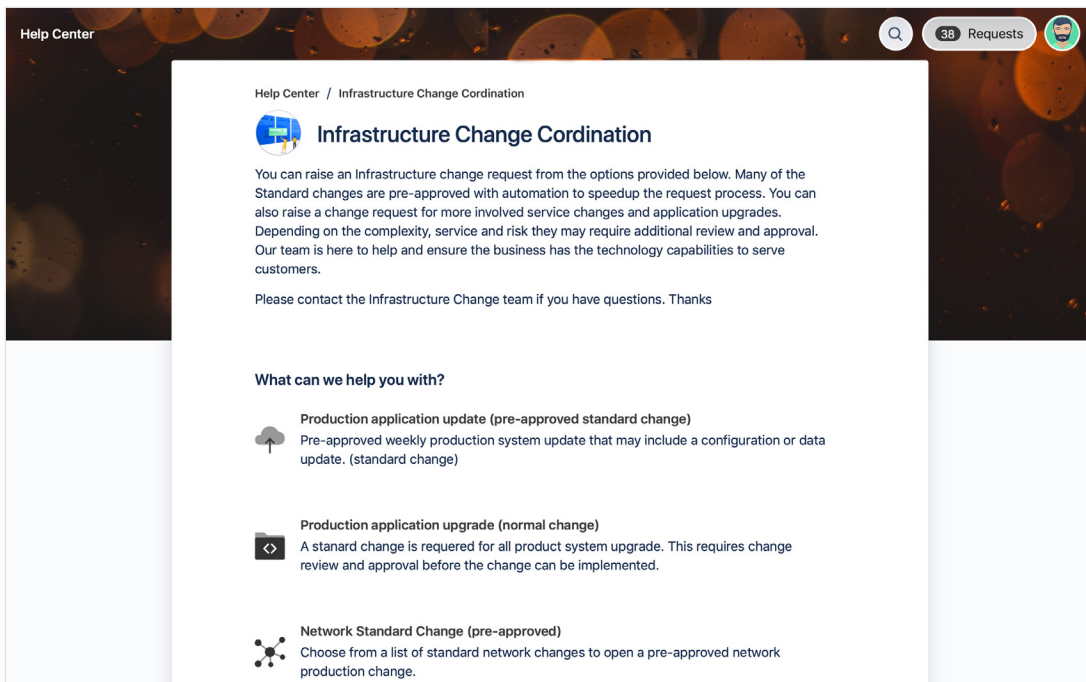 Help Center
38 Requests
Help Center / Infrastructure Change Cordination
Infrastructure Change Cordination
You can raise an Infrastructure change request from the options provided below. Many of the
Standard changes are pre-approved with automation to speedup the request process. You can
also raise a change request for more involved service changes and application upgrades.
Depending on the complexity, service and risk they may require additional review and approval.
Our team is here to help and ensure the business has the technology capabilities to serve
customers.
Please contact the Infrastructure Change team if you have questions. Thanks
What can we help you with?
Production application update (pre-approved standard change)
Pre-approved weekly production system update that may include a configuration or data
update. (standard change)
Production application upgrade (normal change)
A stanard change is requered for all product system upgrade. This requires change
review and approval before the change can be implemented.
Network Standard Change (pre-approved)
Choose from a list of standard network changes to open a pre-approved network
production change.